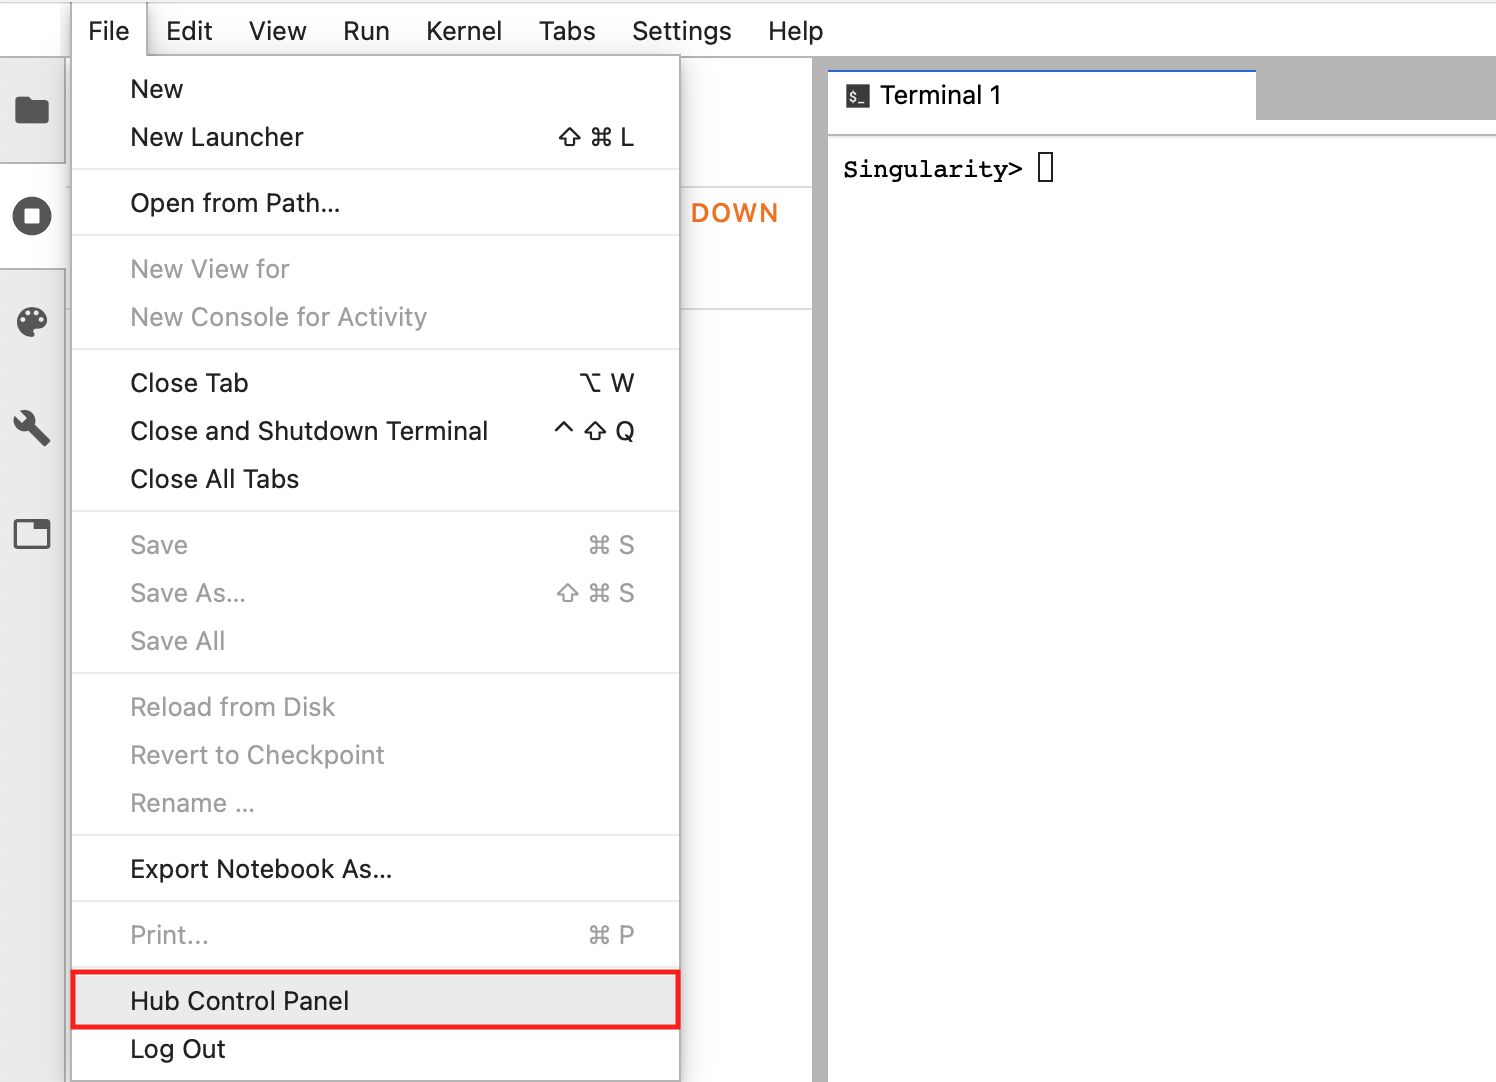 File Edit View Run Kernel Tabs Settings Help
New
New Launcher ⇧ ⌘ L
Open from Path...
New View for
New Console for Activity
Close Tab ⌥ W
Close and Shutdown Terminal ^ ⇧ Q
Close All Tabs
Save ⌘ S
Save As... ⇧ ⌘ S
Save All
Reload from Disk
Revert to Checkpoint
Rename ...
Export Notebook As...
Print... ⌘ P
Hub Control Panel
Log Out
DOWN
$_ Terminal 1
Singularity>